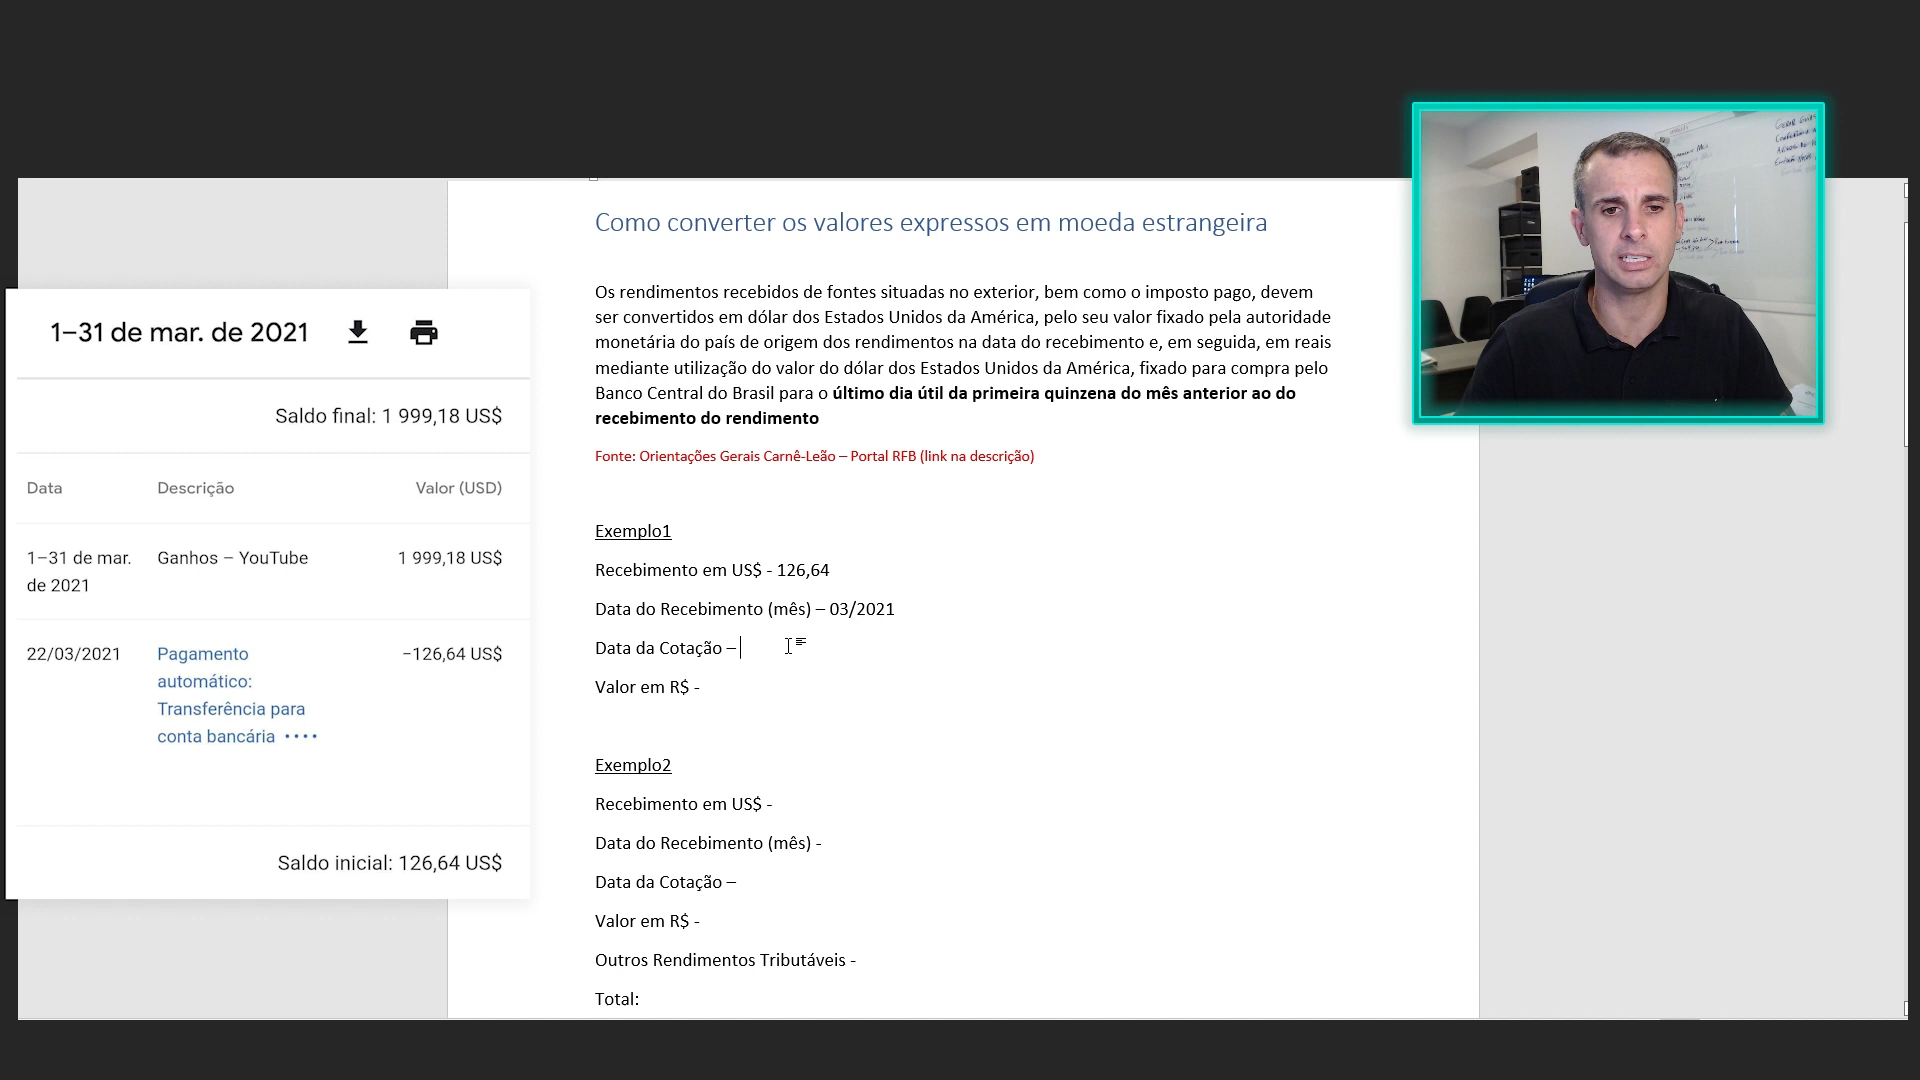 Como converter os valores expressos em moeda estrangeira
Os rendimentos recebidos de fontes situadas no exterior, bem como o imposto pago, devem
ser convertidos em dólar dos Estados Unidos da América, pelo seu valor fixado pela autoridade
monetária do país de origem dos rendimentos na data do recebimento e, em seguida, em reais
mediante utilização do valor do dólar dos Estados Unidos da América, fixado para compra pelo
Banco Central do Brasil para o último dia útil da primeira quinzena do mês anterior ao do
recebimento do rendimento
Fonte: Orientações Gerais Carnê-Leão – Portal RFB (link na descrição)
Exemplo1
Recebimento em US$ - 126,64
Data do Recebimento (mês) – 03/2021
Data da Cotação –
Valor em R$ -
Exemplo2
Recebimento em US$ -
Data do Recebimento (mês) -
Data da Cotação –
Valor em R$ -
Outros Rendimentos Tributáveis -
Total:
1–31 de mar. de 2021
Saldo final: 1 999,18 US$
Data Descrição Valor (USD)
1–31 de mar. Ganhos – YouTube 1 999,18 US$
de 2021
22/03/2021 Pagamento −126,64 US$
automático:
Transferência para
conta bancária ••••
Saldo inicial: 126,64 US$